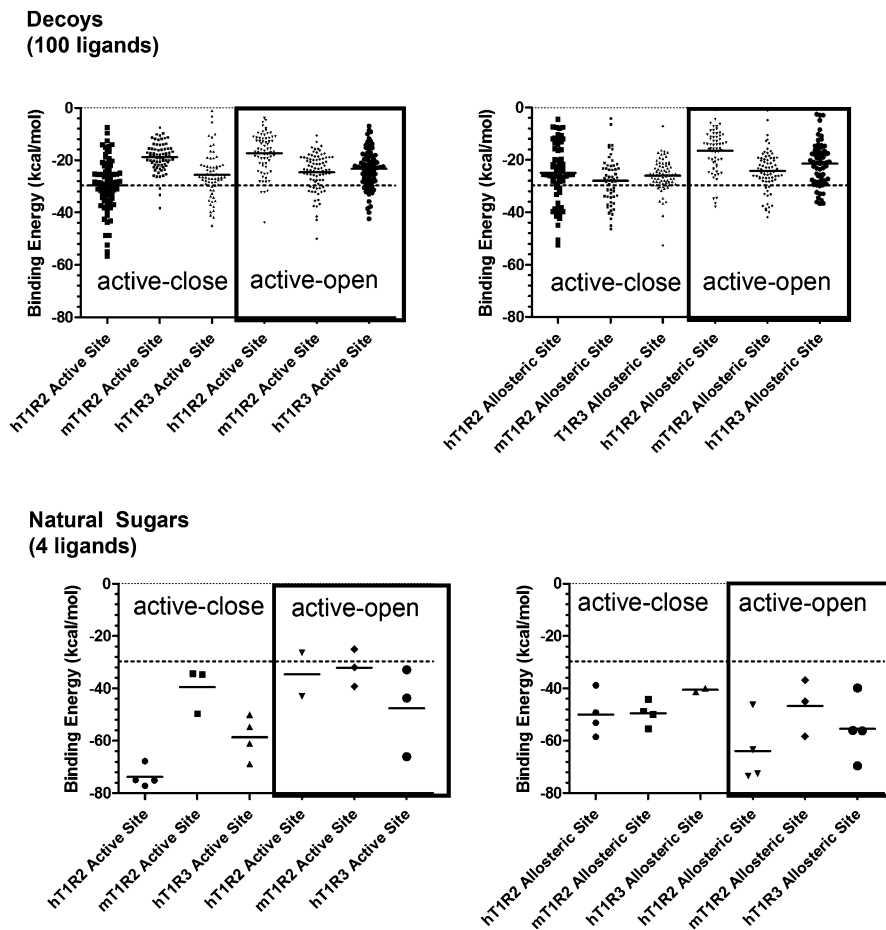 Decoys
(100 ligands)
Binding Energy (kcal/mol)
0
-20
-40
-60
-80
active-close
active-open
hT1R2 Active Site
mT1R2 Active Site
hT1R3 Active Site
hT1R2 Active Site
mT1R2 Active Site
hT1R3 Active Site
Binding Energy (kcal/mol)
0
-20
-40
-60
-80
active-close
active-open
hT1R2 Allosteric Site
mT1R2 Allosteric Site
T1R3 Allosteric Site
hT1R2 Allosteric Site
mT1R2 Allosteric Site
hT1R3 Allosteric Site
Natural Sugars
(4 ligands)
Binding Energy (kcal/mol)
0
-20
-40
-60
-80
active-close
active-open
hT1R2 Active Site
mT1R2 Active Site
hT1R3 Active Site
hT1R2 Active Site
mT1R2 Active Site
hT1R3 Active Site
Binding Energy (kcal/mol)
0
-20
-40
-60
-80
active-close
active-open
hT1R2 Allosteric Site
mT1R2 Allosteric Site
hT1R3 Allosteric Site
hT1R2 Allosteric Site
mT1R2 Allosteric Site
hT1R3 Allosteric Site